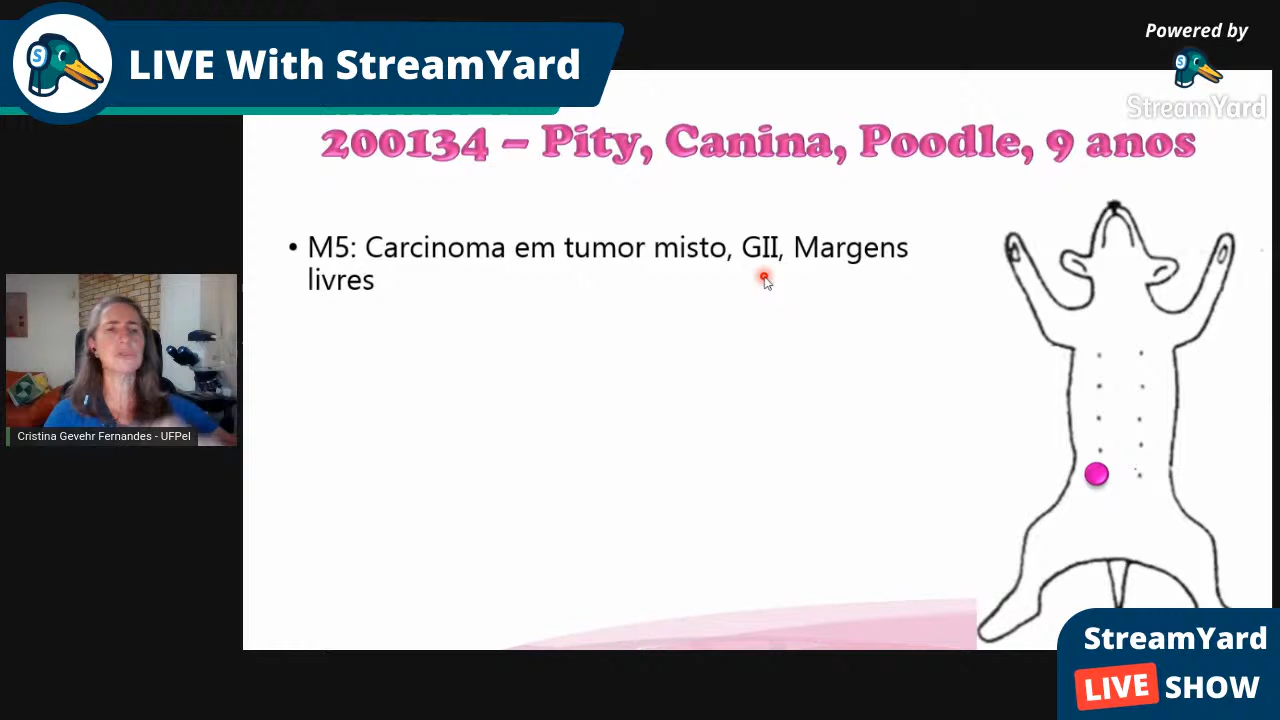 LIVE With StreamYard
Powered by
StreamYard
200134 – Pity, Canina, Poodle, 9 anos
• M5: Carcinoma em tumor misto, GII, Margens
livres
Cristina Gevehr Fernandes - UFPel
StreamYard
LIVE SHOW